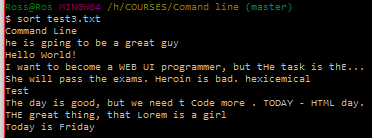 Ross@Ros MINGW64 /h/COURSES/Comand line (master)
$ sort test3.txt
Command Line
he is gping to be a great guy
Hello World!
I want to become a WEB UI programmer, but tHe task is thE...
She will pass the exams. Heroin is bad. hexicemical
Test
The day is good, but we need t Code more . TODAY - HTML day.
THE great thing, that Lorem is a girl
Today is Friday